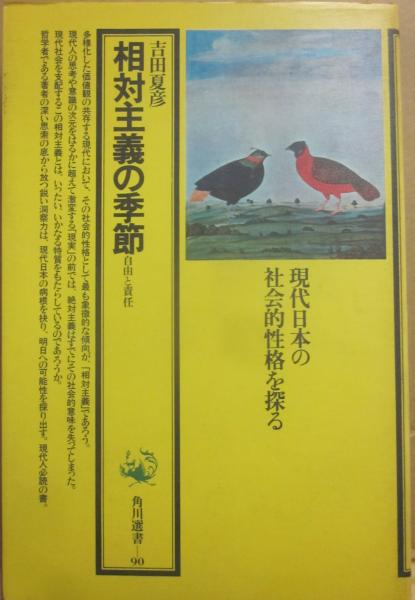 現代日本の
社会的性格を探る
吉田夏彦
相対主義の季節
自由と責任
多様化した価値観の共存する現代において、その社会的性格として最も象徴的な傾向が、「相対主義」であろう。
現代人の思考や意識の次元をはるかに超えて激変する「現実」の前では、絶対主義はすでにその社会的意味を失ってしまった。
現代社会を支配するこの相対主義とは、いったい、いかなる特質をもたらしているのであろうか。
哲学者である著者の深い思索の底から放つ鋭い洞察力は、現代日本の病根を抉り、明日への可能性を探り出す。現代人必読の書。
角川選書—90